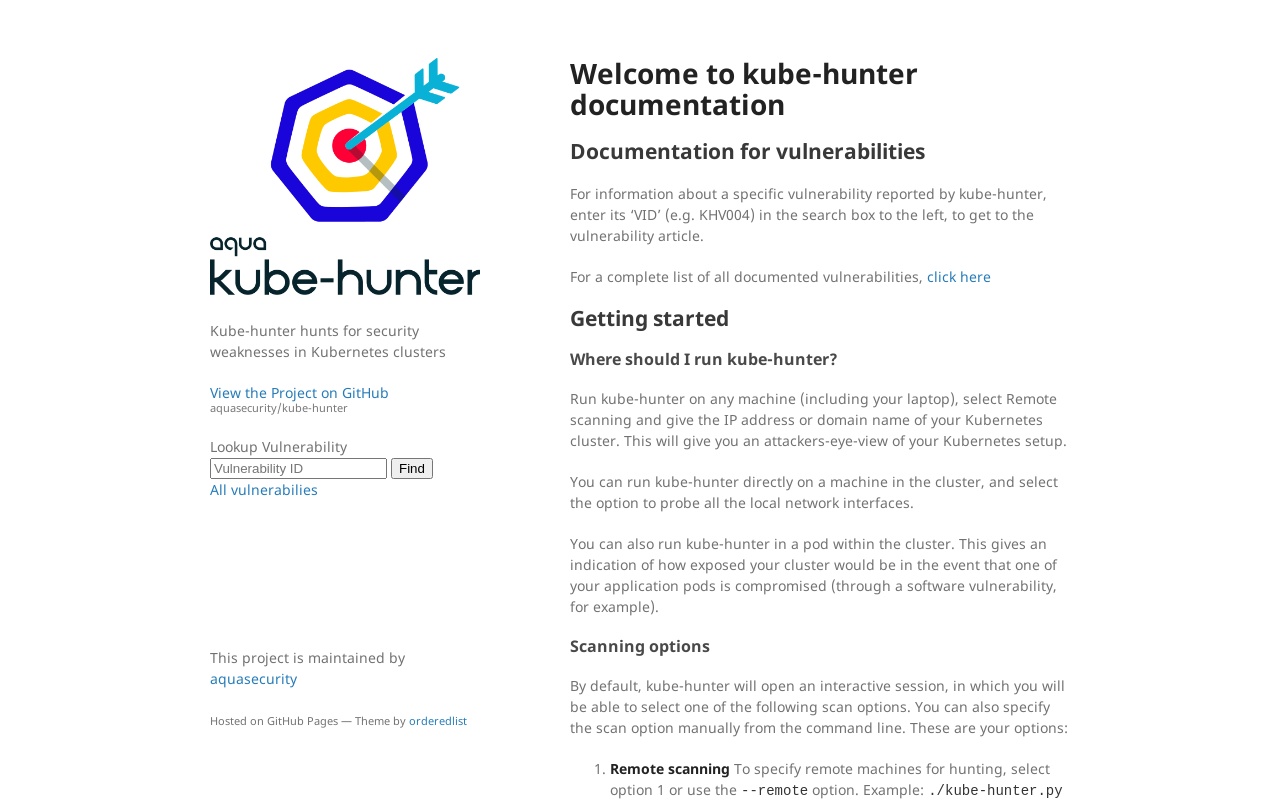 aqua
kube-hunter
Kube-hunter hunts for security
weaknesses in Kubernetes clusters
View the Project on GitHub
aquasecurity/kube-hunter
Lookup Vulnerability
Vulnerability ID Find
All vulnerabilies
This project is maintained by
aquasecurity
Hosted on GitHub Pages — Theme by orderedlist
Welcome to kube-hunter
documentation
Documentation for vulnerabilities
For information about a specific vulnerability reported by kube-hunter,
enter its ‘VID’ (e.g. KHV004) in the search box to the left, to get to the
vulnerability article.
For a complete list of all documented vulnerabilities, click here
Getting started
Where should I run kube-hunter?
Run kube-hunter on any machine (including your laptop), select Remote
scanning and give the IP address or domain name of your Kubernetes
cluster. This will give you an attackers-eye-view of your Kubernetes setup.
You can run kube-hunter directly on a machine in the cluster, and select
the option to probe all the local network interfaces.
You can also run kube-hunter in a pod within the cluster. This gives an
indication of how exposed your cluster would be in the event that one of
your application pods is compromised (through a software vulnerability,
for example).
Scanning options
By default, kube-hunter will open an interactive session, in which you will
be able to select one of the following scan options. You can also specify
the scan option manually from the command line. These are your options:
1. Remote scanning To specify remote machines for hunting, select
option 1 or use the --remote option. Example: ./kube-hunter.py